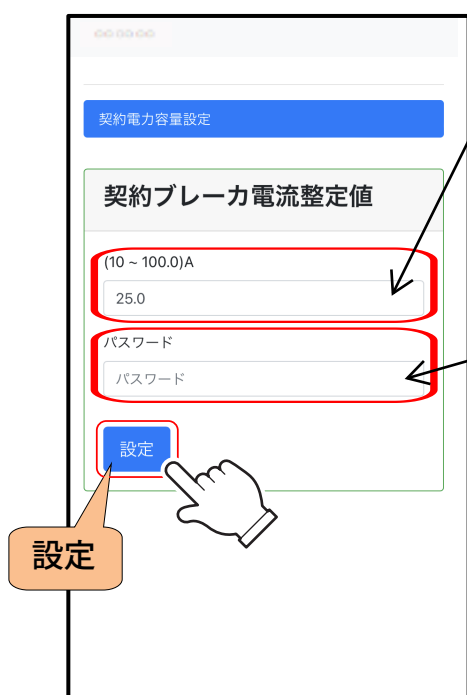 契約電力容量設定
契約ブレーカ電流整定値
(10 ~ 100.0)A
25.0
パスワード
パスワード
設定
設定